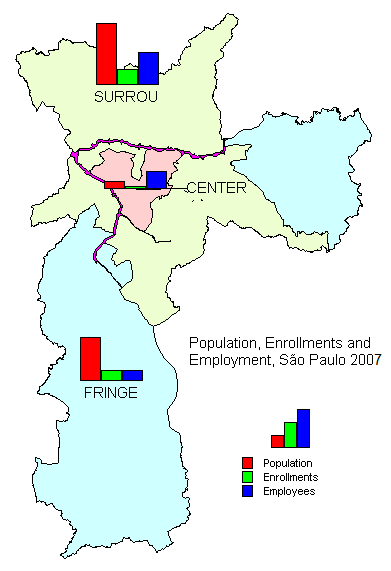 SURROU
CENTER
Population, Enrollments and
Employment, São Paulo 2007
FRINGE
Population
Enrollments
Employees